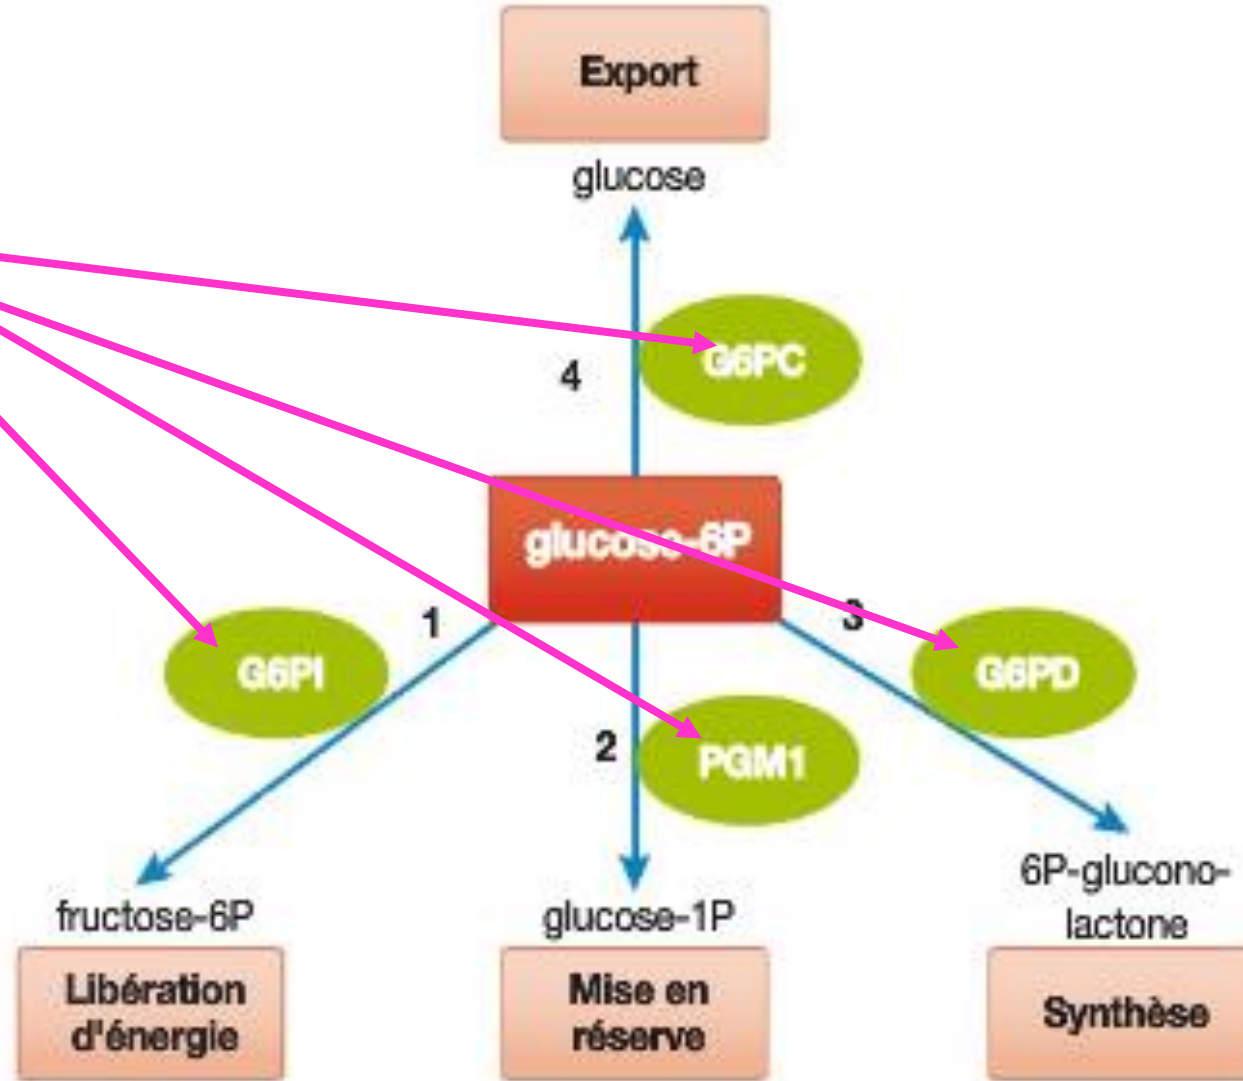 Export
glucose
G6PC
4
glucose-6P
1
3
G6PI
G6PD
2
PGM1
fructose-6P
glucose-1P
6P-glucono-
lactone
Libération
d'énergie
Mise en
réserve
Synthèse